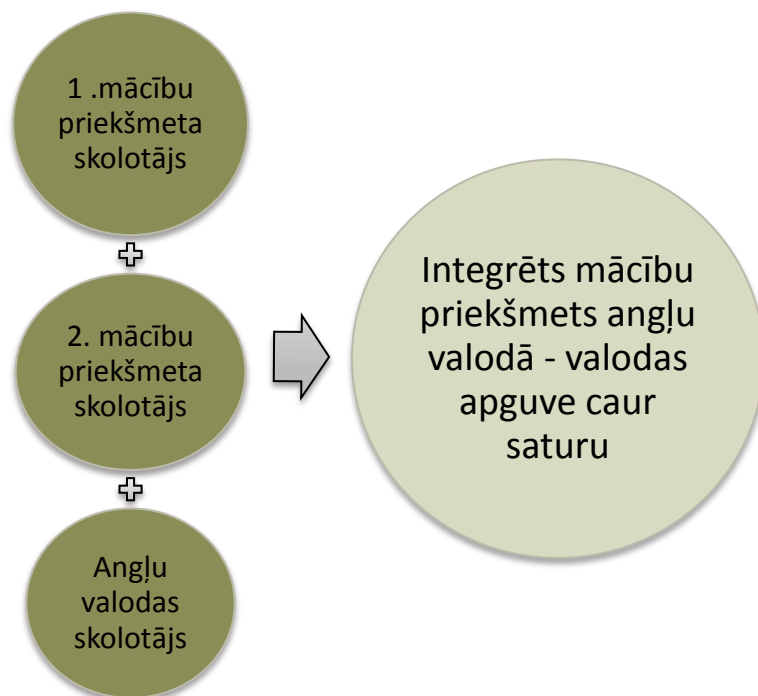 1 .mācību
priekšmeta
skolotājs
2. mācību
priekšmeta
skolotājs
Angļu
valodas
skolotājs
Integrēts mācību
priekšmets angļu
valodā - valodas
apguve caur
saturu